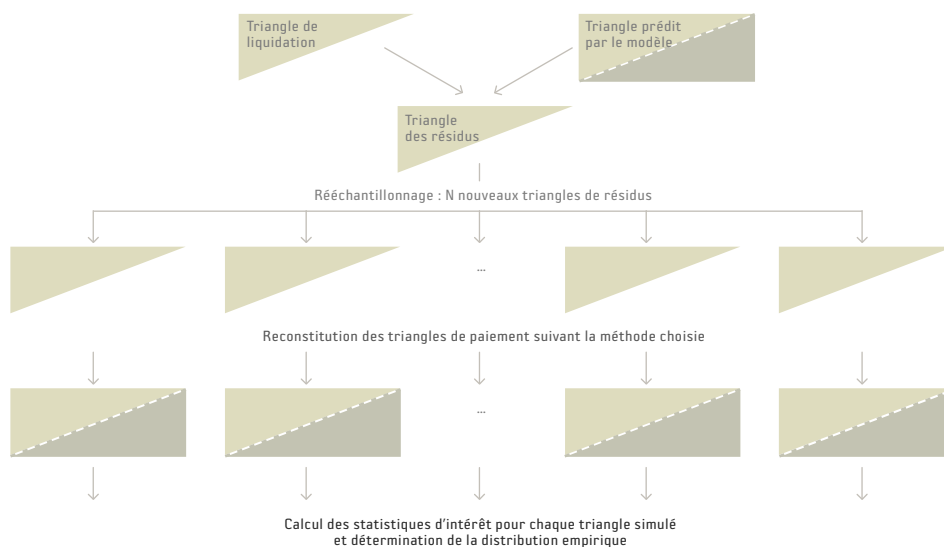 Triangle de
liquidation
Triangle prédit
par le modèle
Triangle
des résidus
Rééchantillonnage : N nouveaux triangles de résidus
...
Reconstitution des triangles de paiement suivant la méthode choisie
...
Calcul des statistiques d'intérêt pour chaque triangle simulé
et détermination de la distribution empirique